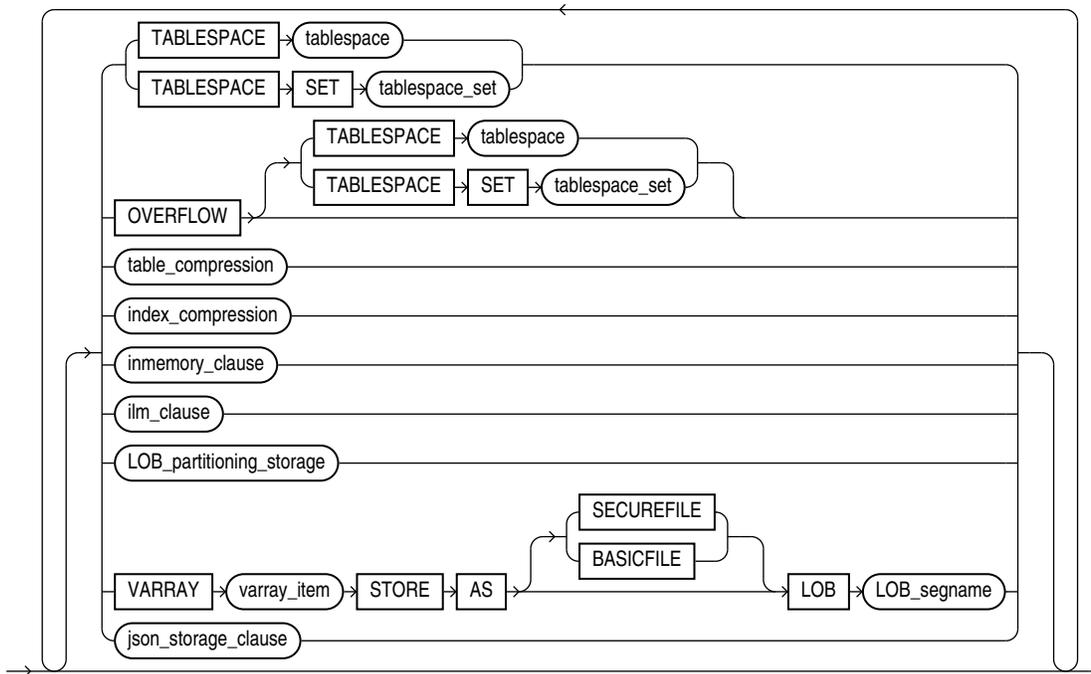 TABLESPACE tablespace
TABLESPACE SET tablespace_set
TABLESPACE tablespace
TABLESPACE SET tablespace_set
OVERFLOW
table_compression
index_compression
inmemory_clause
ilm_clause
LOB_partitioning_storage
SECUREFILE
BASICFILE
VARRAY varray_item STORE AS LOB LOB_segname
json_storage_clause